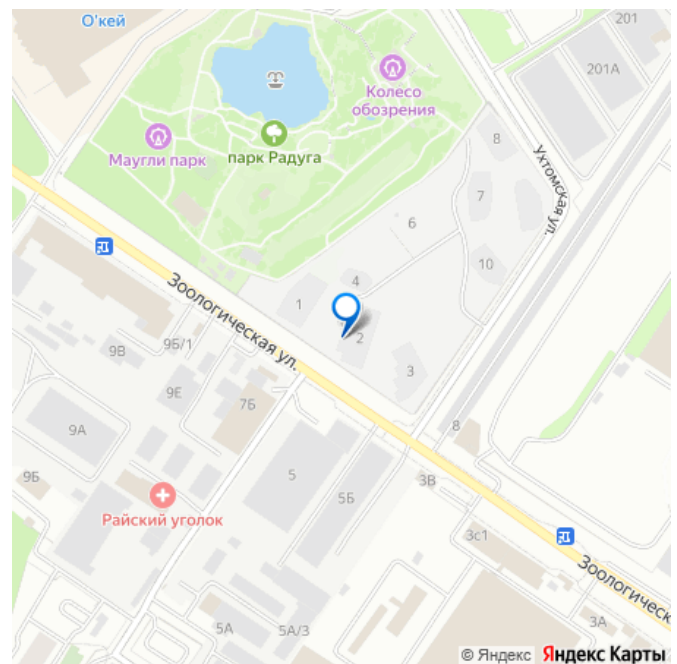 О'кей
201
201А
Колесо
обозрения
Маугли парк
парк Радуга
8
Ухтомская ул.
7
6
10
4
1
2
3
Зоологическая ул.
9Б/1
9В
9Е
7Б
9А
8
5
9Б
5Б
3В
Райский уголок
3с1
Зоологическ
5А
5А/3
3А
© Яндекс Яндекс Карты